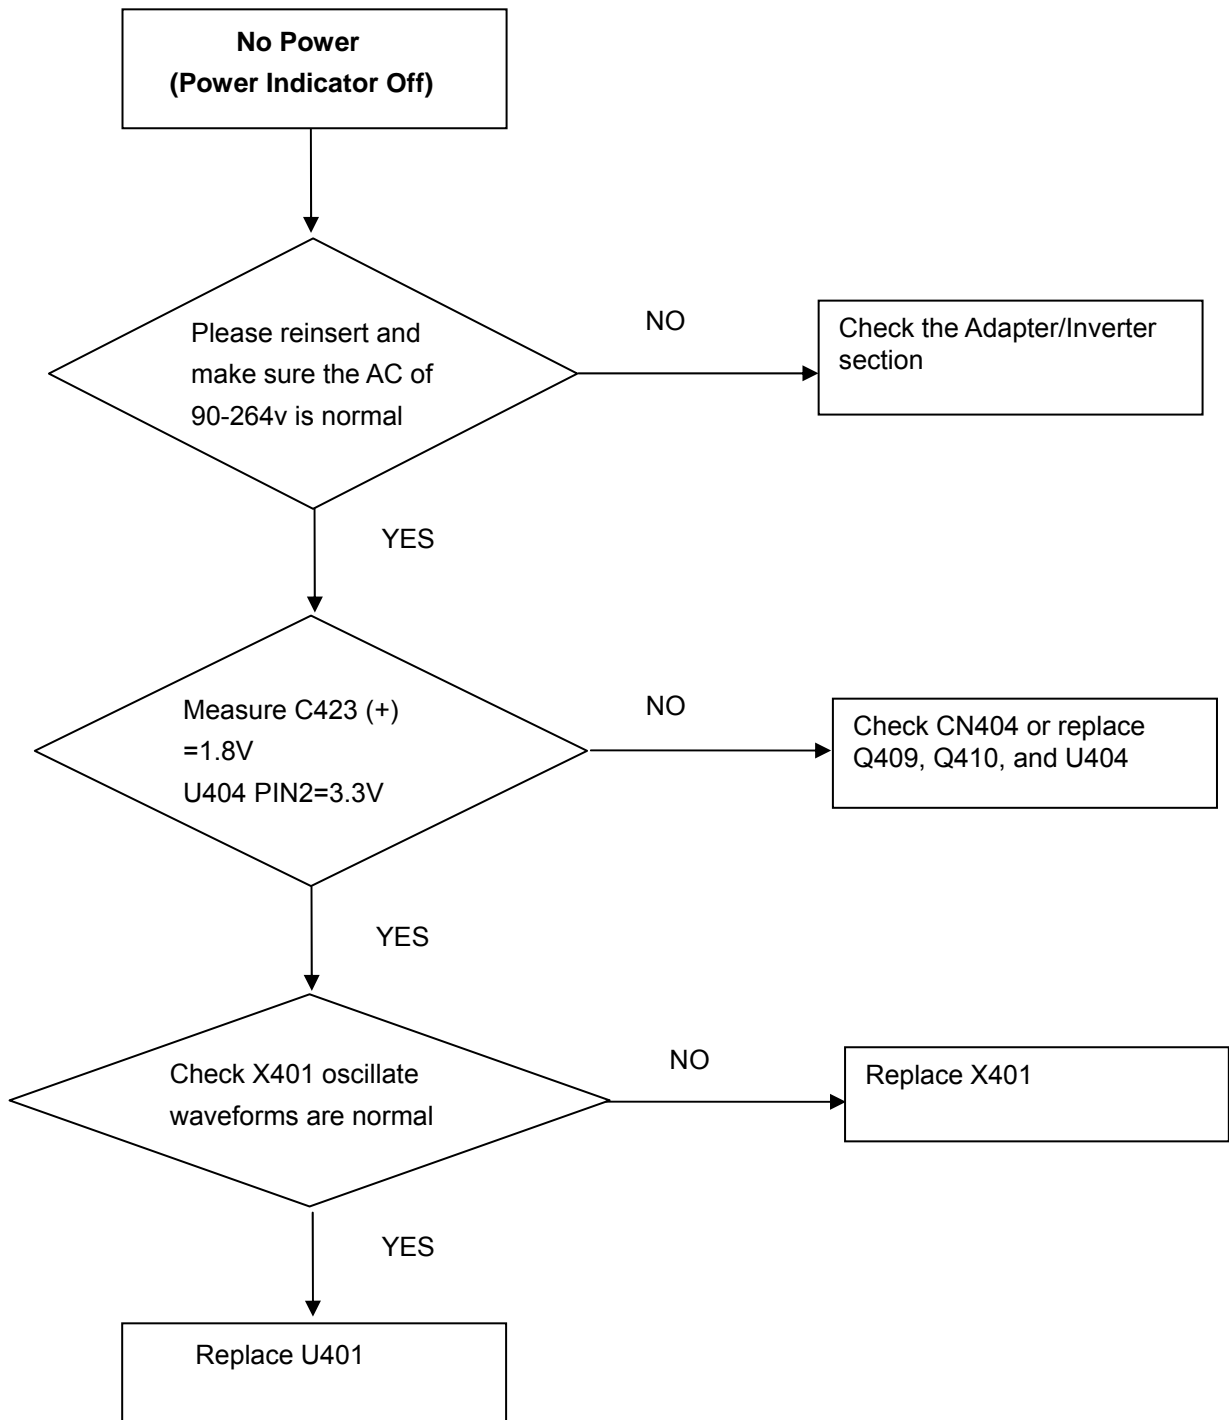 No Power
(Power Indicator Off)
Please reinsert and
make sure the AC of
90-264v is normal
NO
Check the Adapter/Inverter
section
YES
Measure C423 (+)
=1.8V
U404 PIN2=3.3V
NO
Check CN404 or replace
Q409, Q410, and U404
YES
Check X401 oscillate
waveforms are normal
NO
Replace X401
YES
Replace U401